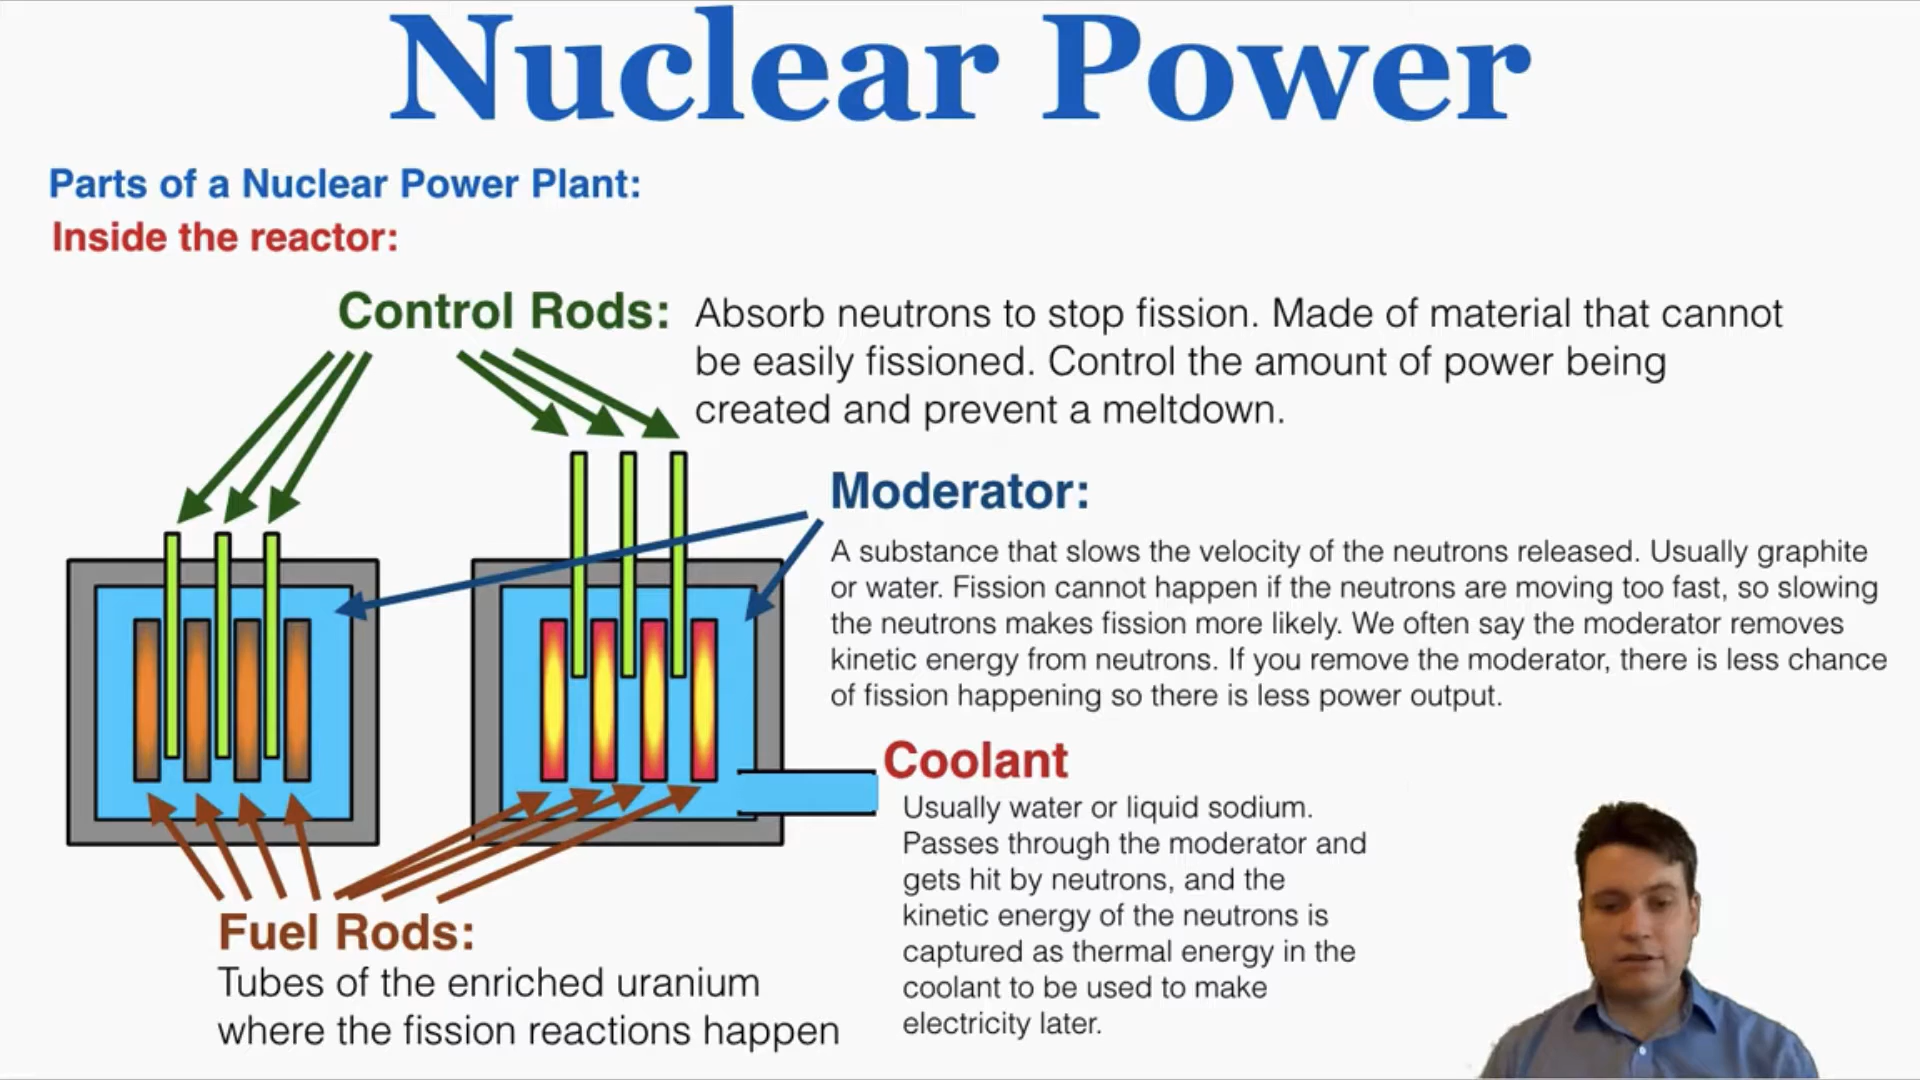 Nuclear Power
Parts of a Nuclear Power Plant:
Inside the reactor:
Control Rods:
Absorb neutrons to stop fission. Made of material that cannot
be easily fissioned. Control the amount of power being
created and prevent a meltdown.
Moderator:
A substance that slows the velocity of the neutrons released. Usually graphite
or water. Fission cannot happen if the neutrons are moving too fast, so slowing
the neutrons makes fission more likely. We often say the moderator removes
kinetic energy from neutrons. If you remove the moderator, there is less chance
of fission happening so there is less power output.
Coolant
Usually water or liquid sodium.
Passes through the moderator and
gets hit by neutrons, and the
kinetic energy of the neutrons is
captured as thermal energy in the
coolant to be used to make
electricity later.
Fuel Rods:
Tubes of the enriched uranium
where the fission reactions happen